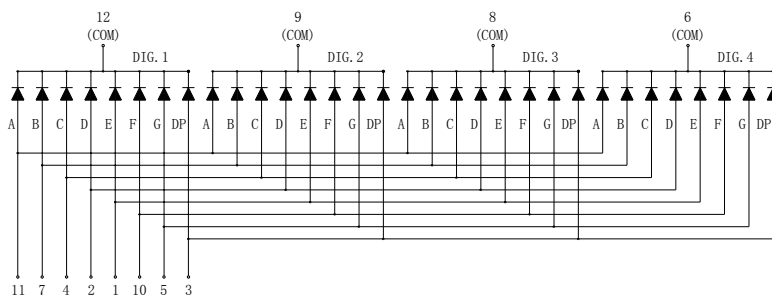 12 9 8 6
(COM) (COM) (COM) (COM)
DIG.1 DIG.2 DIG.3 DIG.4
A B C D E F G DP A B C D E F G DP A B C D E F G DP A B C D E F G DP
11 7 4 2 1 10 5 3